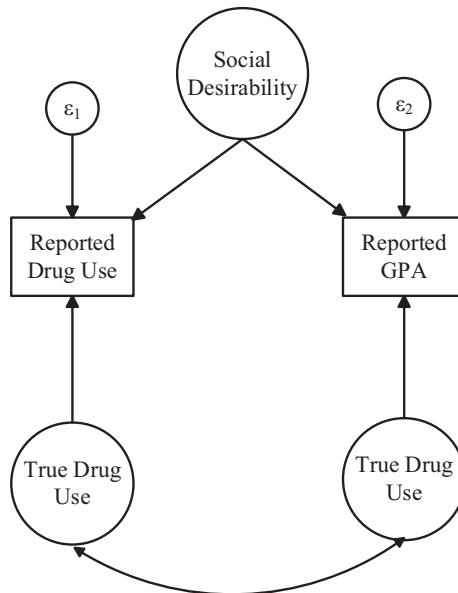 Social
Desirability
ε1
ε2
Reported
Drug Use
Reported
GPA
True Drug
Use
True Drug
Use